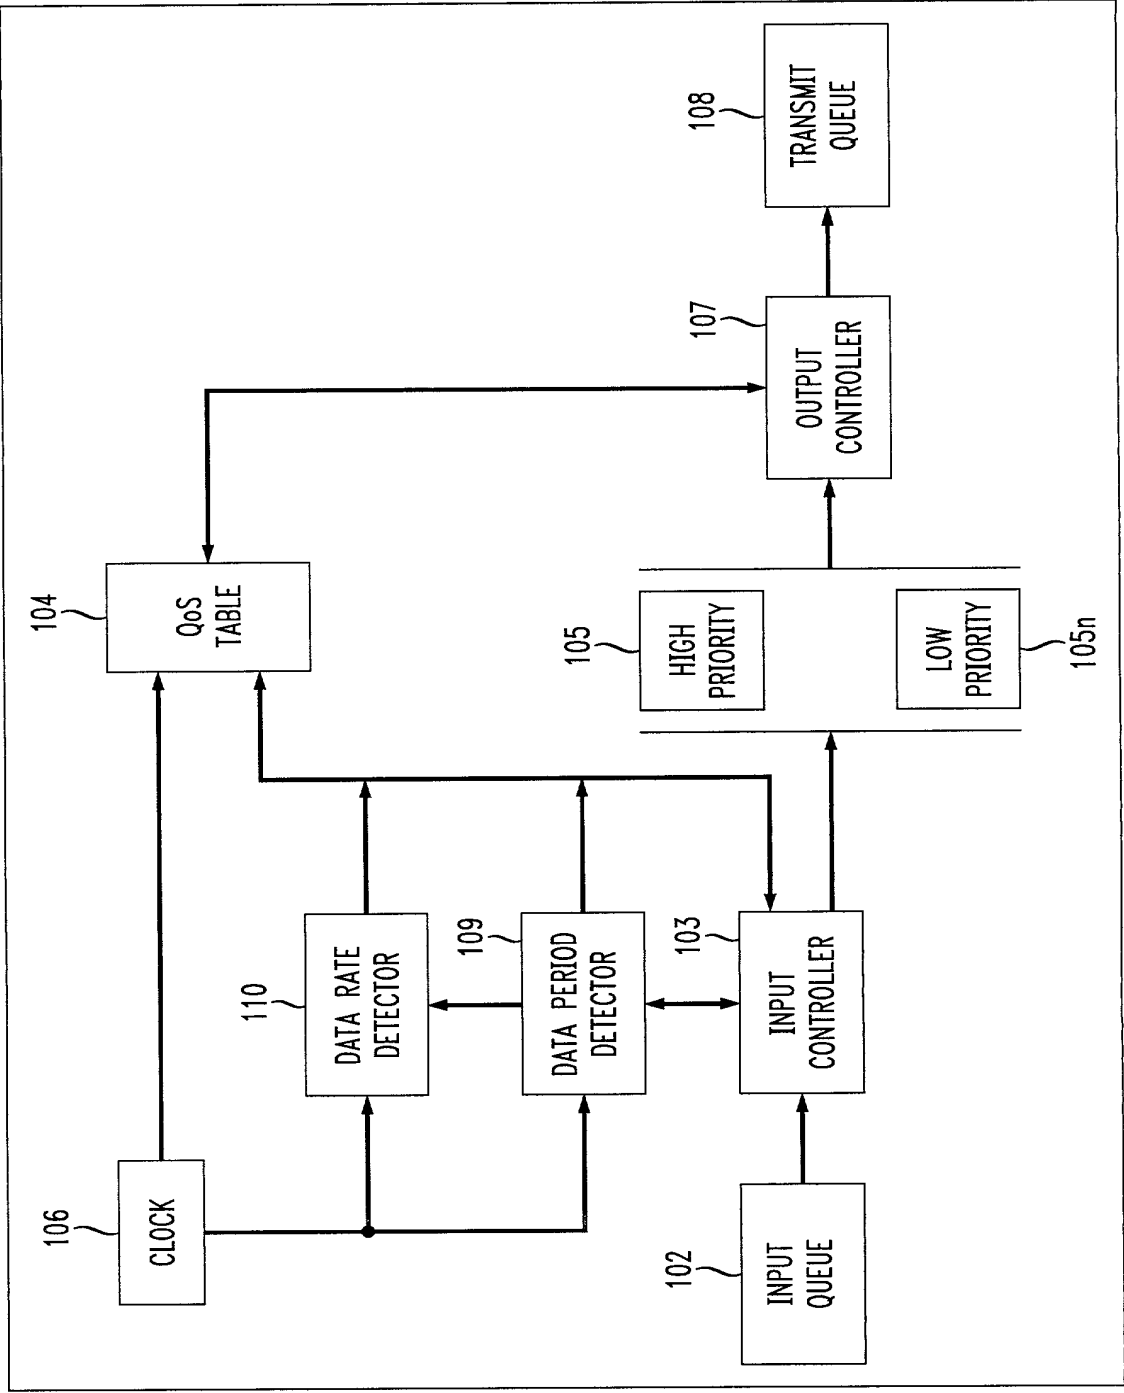 106
CLOCK
104
QoS
TABLE
110
DATA RATE
DETECTOR
109
DATA PERIOD
DETECTOR
102
INPUT
QUEUE
103
INPUT
CONTROLLER
105
HIGH
PRIORITY
LOW
PRIORITY
105n
107
OUTPUT
CONTROLLER
108
TRANSMIT
QUEUE